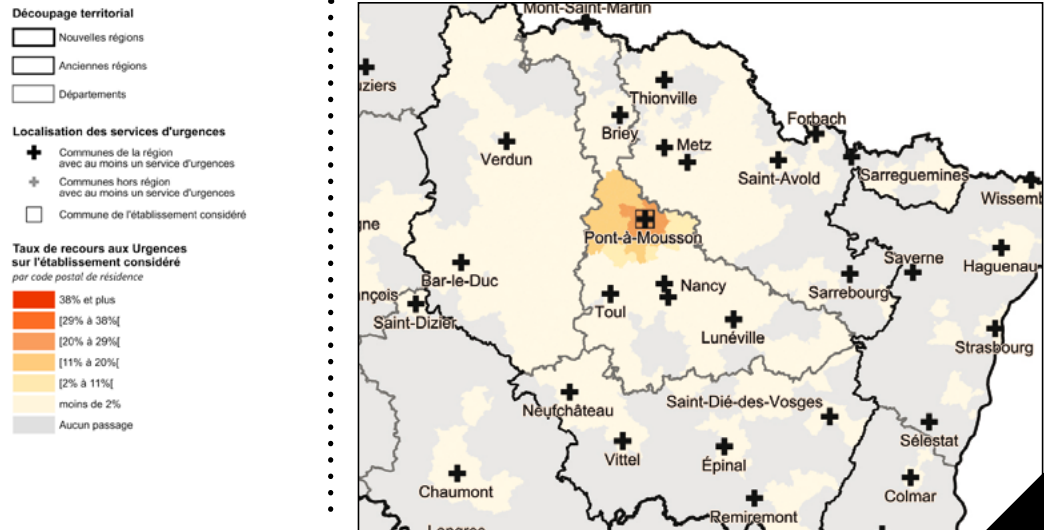 Découpage territorial
Nouvelles régions
Anciennes régions
Départements
Localisation des services d'urgences
Communes de la région
avec au moins un service d'urgences
Communes hors région
avec au moins un service d'urgences
Commune de l'établissement considéré
Taux de recours aux Urgences
sur l'établissement considéré
par code postal de résidence
38% et plus
[29% à 38%[
[20% à 29%[
[11% à 20%[
[2% à 11%[
moins de 2%
Aucun passage
Mont-Saint-Martin
uziers
Thionville
Forbach
Briey
Metz
Verdun
Saint-Avold
Sarreguemines
Wissemb
gne
Pont-à-Mousson
Saverne
Haguenau
Bar-le-Duc
Nancy
Sarrebourg
nçois
Toul
Saint-Dizier
Lunéville
Strasbourg
Neufchâteau
Saint-Dié-des-Vosges
Sélestat
Vittel
Épinal
Chaumont
Colmar
Remiremont
Langres